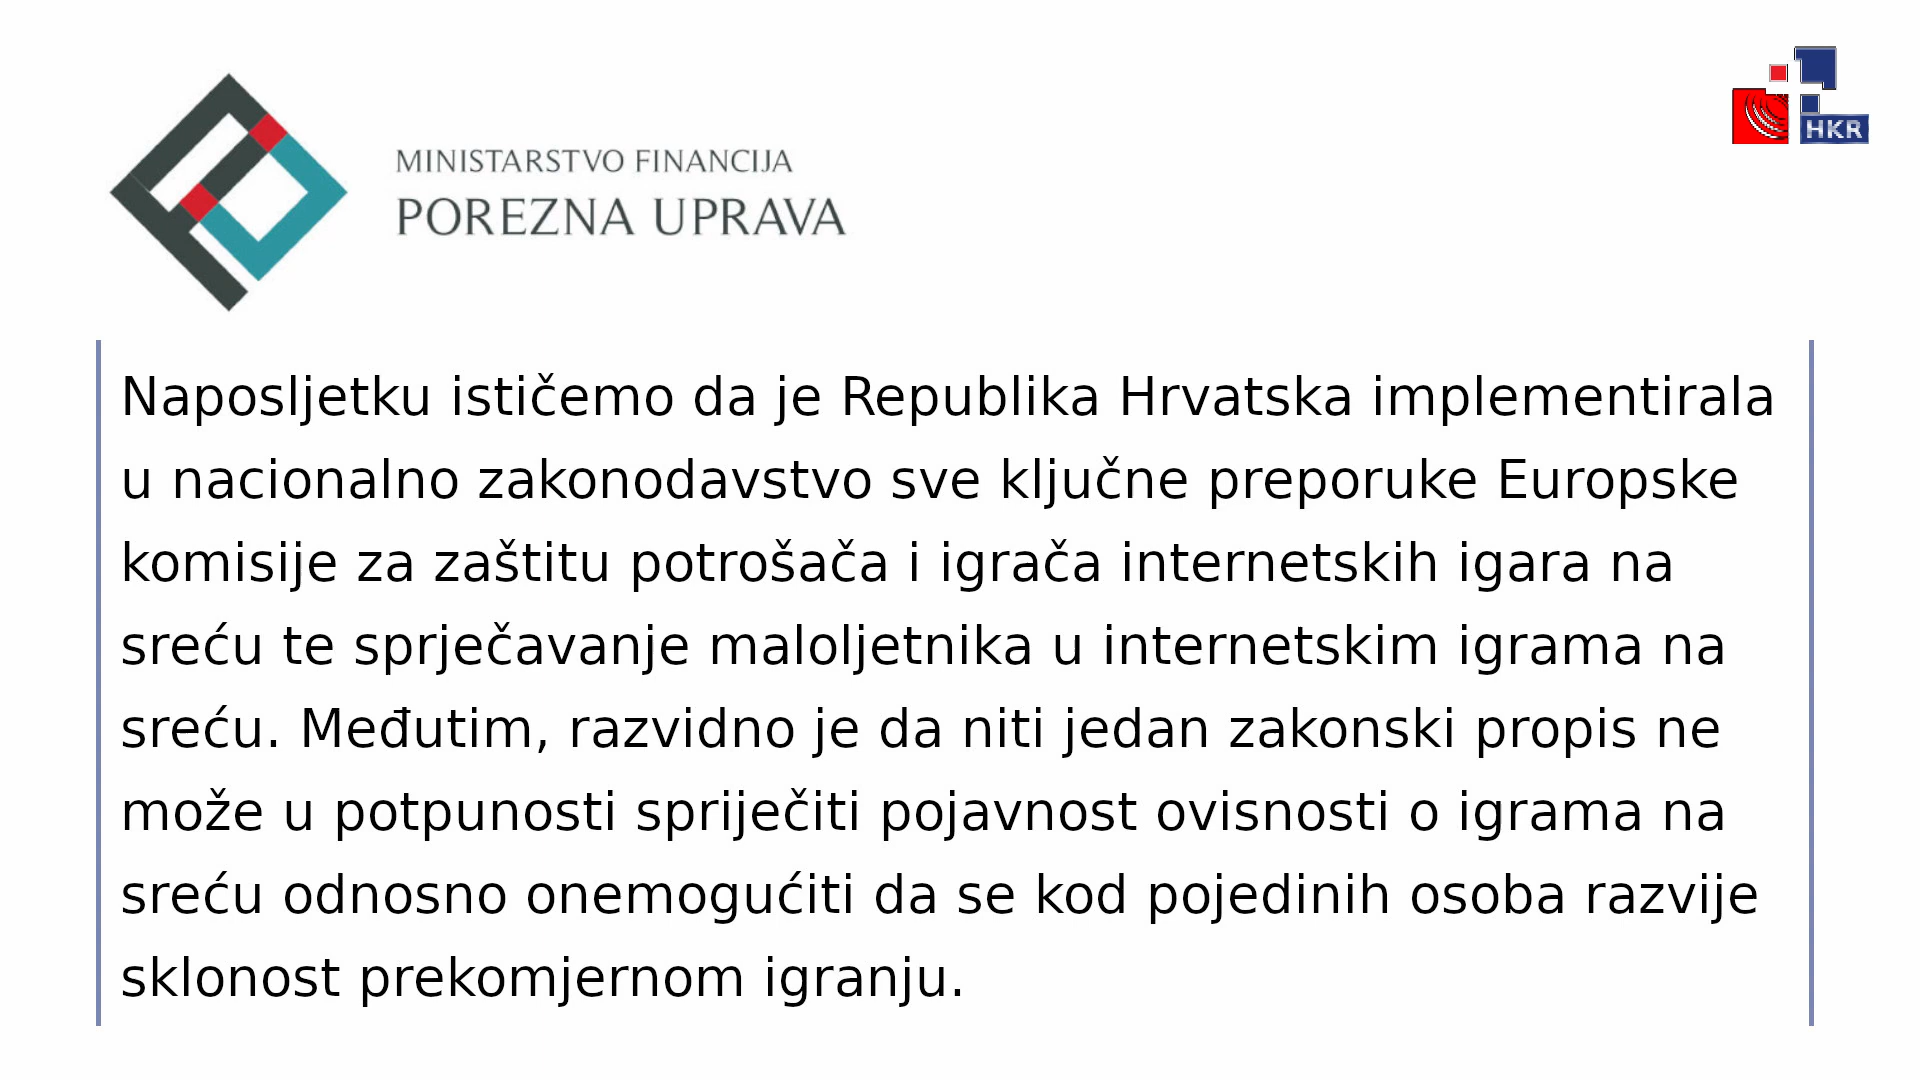 MINISTARSTVO FINANCIJA
POREZNA UPRAVA
HKR
Naposljetku ističemo da je Republika Hrvatska implementirala
u nacionalno zakonodavstvo sve ključne preporuke Europske
komisije za zaštitu potrošača i igrača internetskih igara na
sreću te sprječavanje maloljetnika u internetskim igrama na
sreću. Međutim, razvidno je da niti jedan zakonski propis ne
može u potpunosti spriječiti pojavnost ovisnosti o igrama na
sreću odnosno onemogućiti da se kod pojedinih osoba razvije
sklonost prekomjernom igranju.